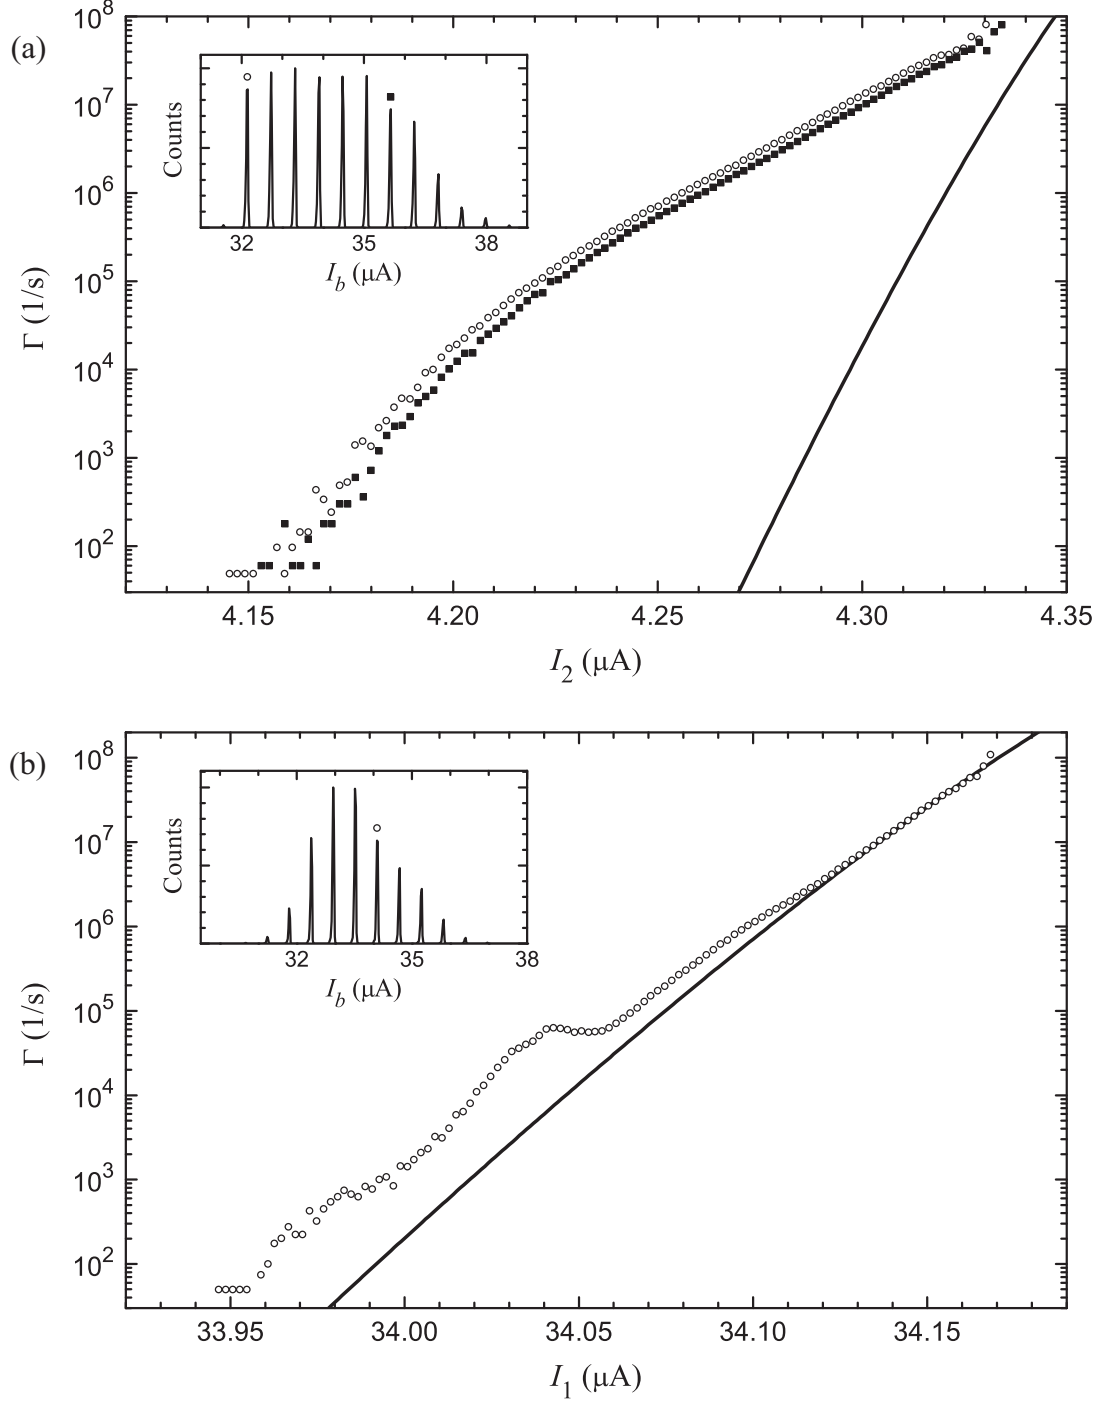 (a)
10^8
10^7
10^6
10^5
10^4
10^3
10^2
Γ (1/s)
Counts
32 35 38
I_b (μA)
4.15 4.20 4.25 4.30 4.35
I_2 (μA)
(b)
10^8
10^7
10^6
10^5
10^4
10^3
10^2
Γ (1/s)
Counts
32 35 38
I_b (μA)
33.95 34.00 34.05 34.10 34.15
I_1 (μA)